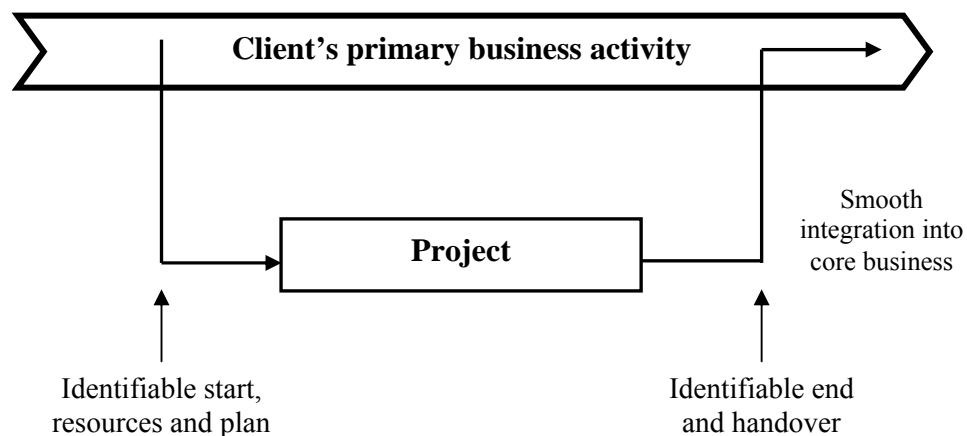 Client’s primary business activity
Project
Smooth
integration into
core business
Identifiable start,
resources and plan
Identifiable end
and handover